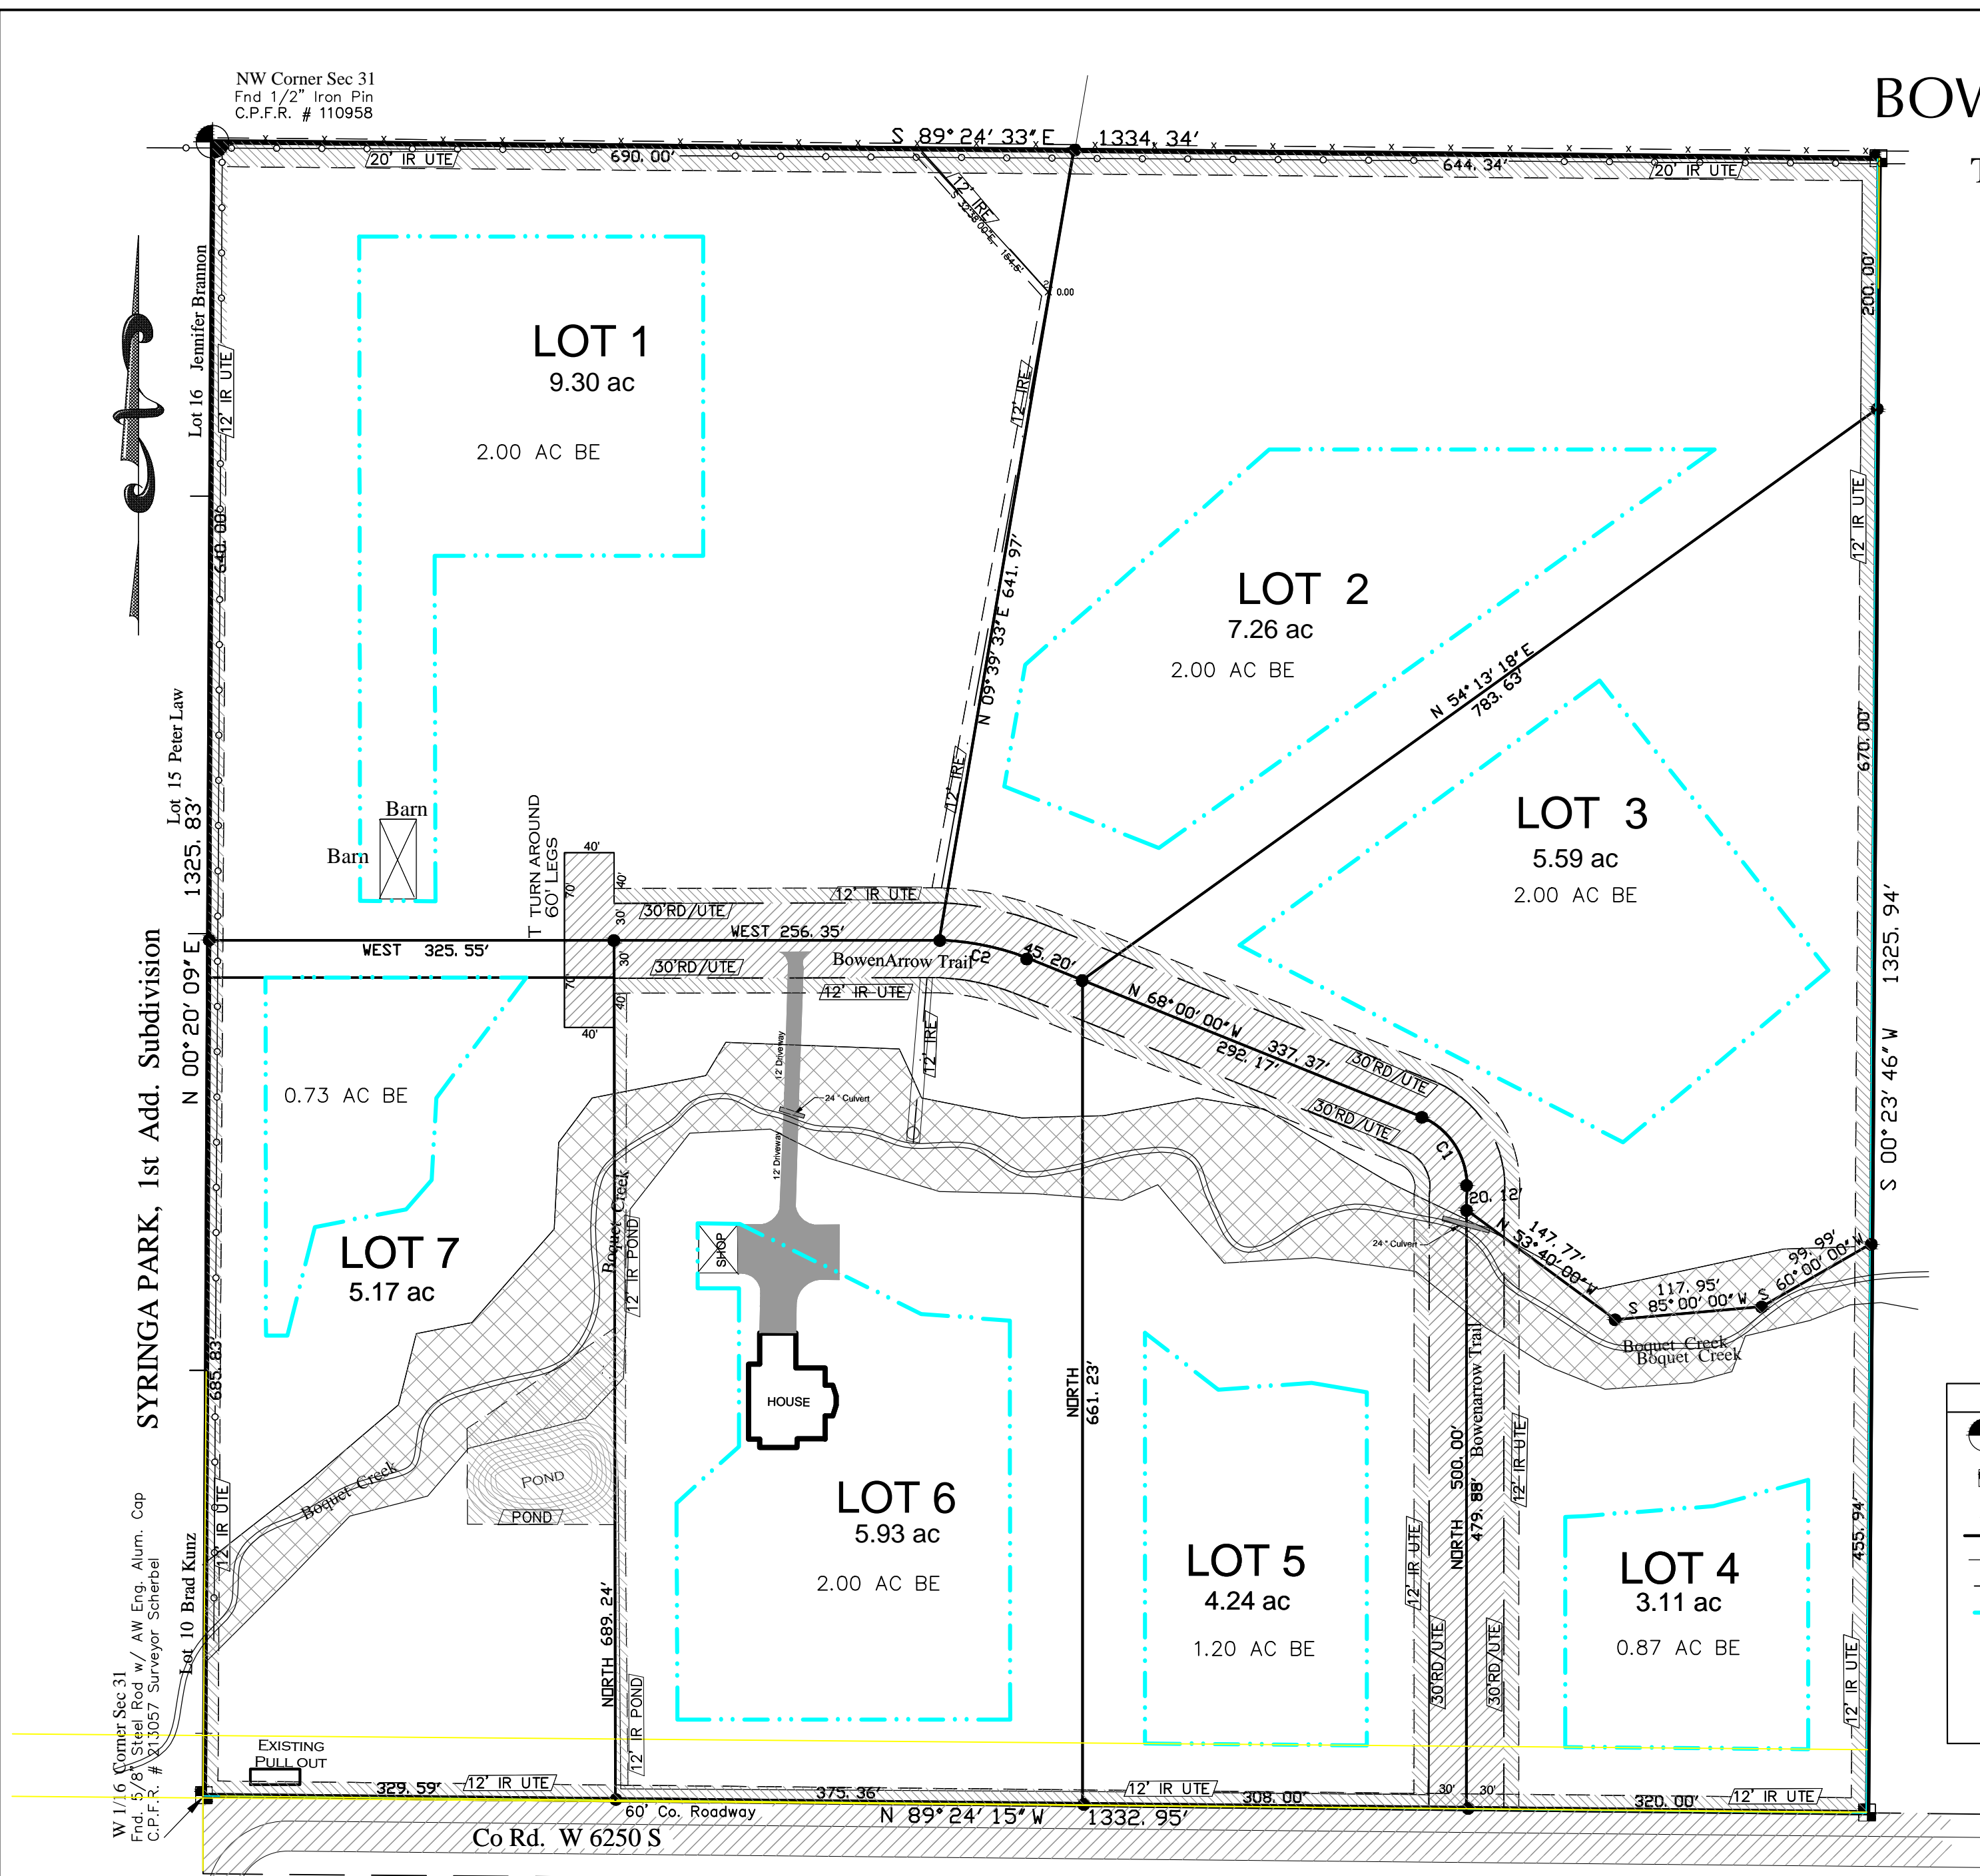 BOW
T
NW Corner Sec 31
Fnd 1/2" Iron Pin
C.P.F.R. # 110958
S 89°24'33"E 1334.34'
20' IR UTE
690.00'
644.34'
20' IR UTE
12' IRE
S 32°38'00"E, 154.5'
0.00
200.00'
Lot 16 Jennifer Brannon
12' IR UTE
640.00'
LOT 1
9.30 ac
2.00 AC BE
12' IRE
N 09°39'33"E 641.97'
12' IRE
LOT 2
7.26 ac
2.00 AC BE
12' IR UTE
N 54°13'18"E
783.63'
670.00'
LOT 3
5.59 ac
2.00 AC BE
Lot 15 Peter Law
N 00°20'09"E 1325.83'
SYRINGA PARK, 1st Add. Subdivision
S 00°23'46"W 1325.94'
Barn
Barn
T TURN AROUND
60' LEGS
40'
70'
40'
30'
30'
70'
40'
40'
12' IR UTE
30'RD/UTE
WEST 325.55'
WEST 256.35'
30'RD/UTE
BowenArrow Trail
C2
45.20'
12' IR UTE
12' IRE
N 68°00'00"W
337.37'
292.17'
30'RD/UTE
30'RD/UTE
C1
20.12'
12' Driveway
24" Culvert
12' Driveway
0.73 AC BE
LOT 7
5.17 ac
Boquet Creek
12' IR POND
SHOP
24" Culvert
147.77'
N 53°40'00"W
117.95'
S 85°00'00"W
99.99'
S 60°00'00"W
Boquet Creek
Boquet Creek
685.83'
HOUSE
NORTH
661.23'
NORTH 500.00'
479.88'
Bowenarrow Trail
12' IR UTE
POND
POND
Boquet Creek
12' IR UTE
LOT 6
5.93 ac
2.00 AC BE
LOT 5
4.24 ac
1.20 AC BE
12' IR UTE
30'RD/UTE
30'RD/UTE
LOT 4
3.11 ac
0.87 AC BE
455.94'
12' IR UTE
Lot 10 Brad Kunz
W 1/16 Corner Sec 31
Fnd. 5/8" Steel Rod w/ AW Eng. Alum. Cap
C.P.F.R. # 213057 Surveyor Scherbel
NORTH 689.24'
12' IR POND
EXISTING
PULL OUT
329.59'
12' IR UTE
375.36'
12' IR UTE
308.00'
30'
30'
320.00'
12' IR UTE
60' Co. Roadway
N 89°24'15"W 1332.95'
Co Rd. W 6250 S